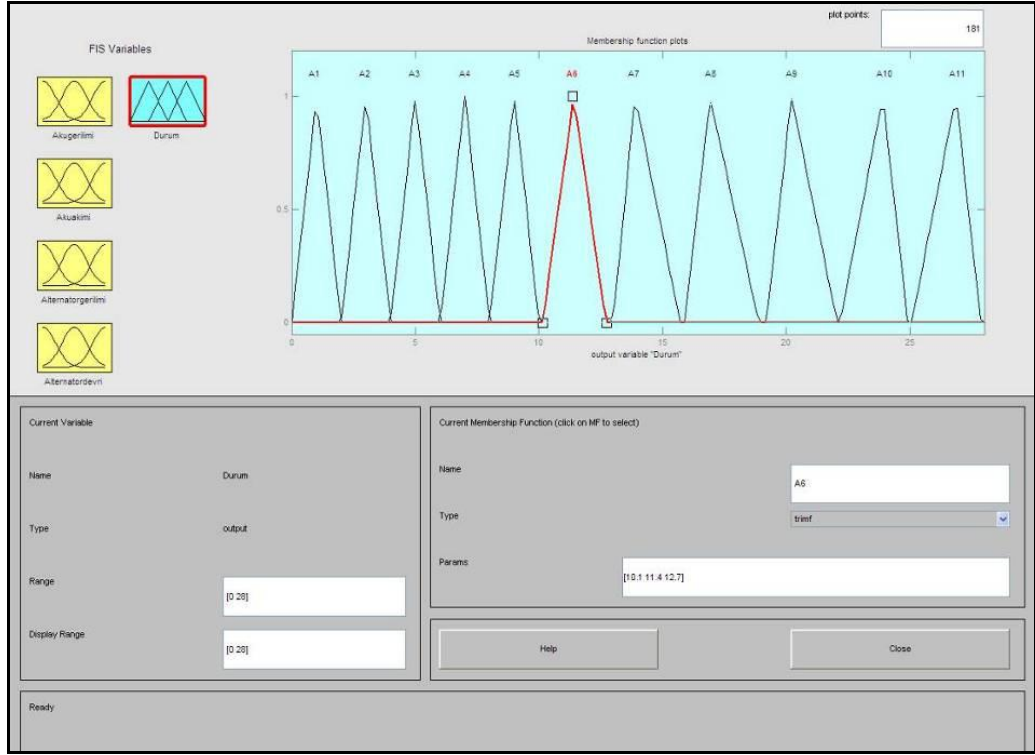 plot points:
181
FIS Variables
Membership function plots
A1 A2 A3 A4 A5 A6 A7 A8 A9 A10 A11
Akugerilimi
Durum
Akuakimi
Alternatorgerilimi
Alternatordevri
1
0.5
0
0 5 10 15 20 25
output variable "Durum"
Current Variable
Name Durum
Type output
Range [0 28]
Display Range [0 28]
Current Membership Function (click on MF to select)
Name A6
Type trimf
Params [10.1 11.4 12.7]
Help Close
Ready